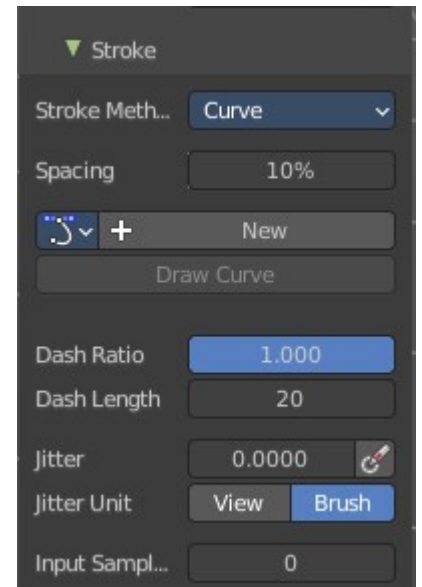 Stroke
Stroke Meth... Curve
Spacing 10%
New
Draw Curve
Dash Ratio 1.000
Dash Length 20
Jitter 0.0000
Jitter Unit View Brush
Input Sampl... 0